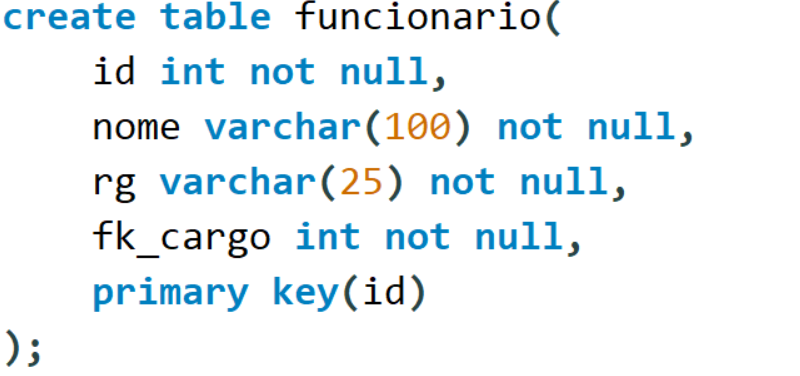 create table funcionario(
id int not null,
nome varchar(100) not null,
rg varchar(25) not null,
fk_cargo int not null,
primary key(id)
);